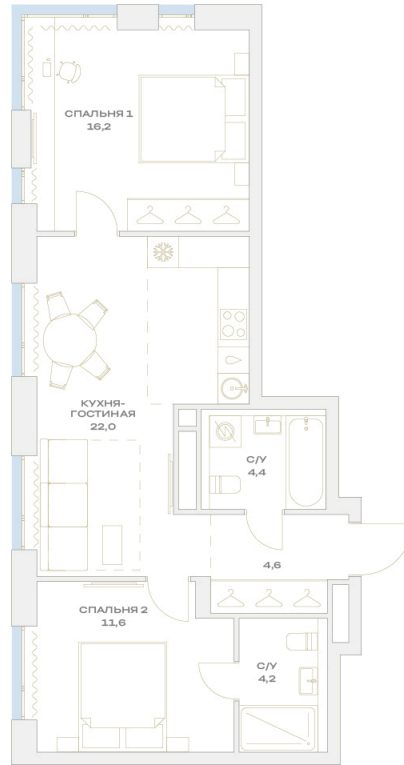 СПАЛЬНЯ 1
16,2
КУХНЯ-
ГОСТИНАЯ
22,0
С/У
4,4
4,6
СПАЛЬНЯ 2
11,6
С/У
4,2